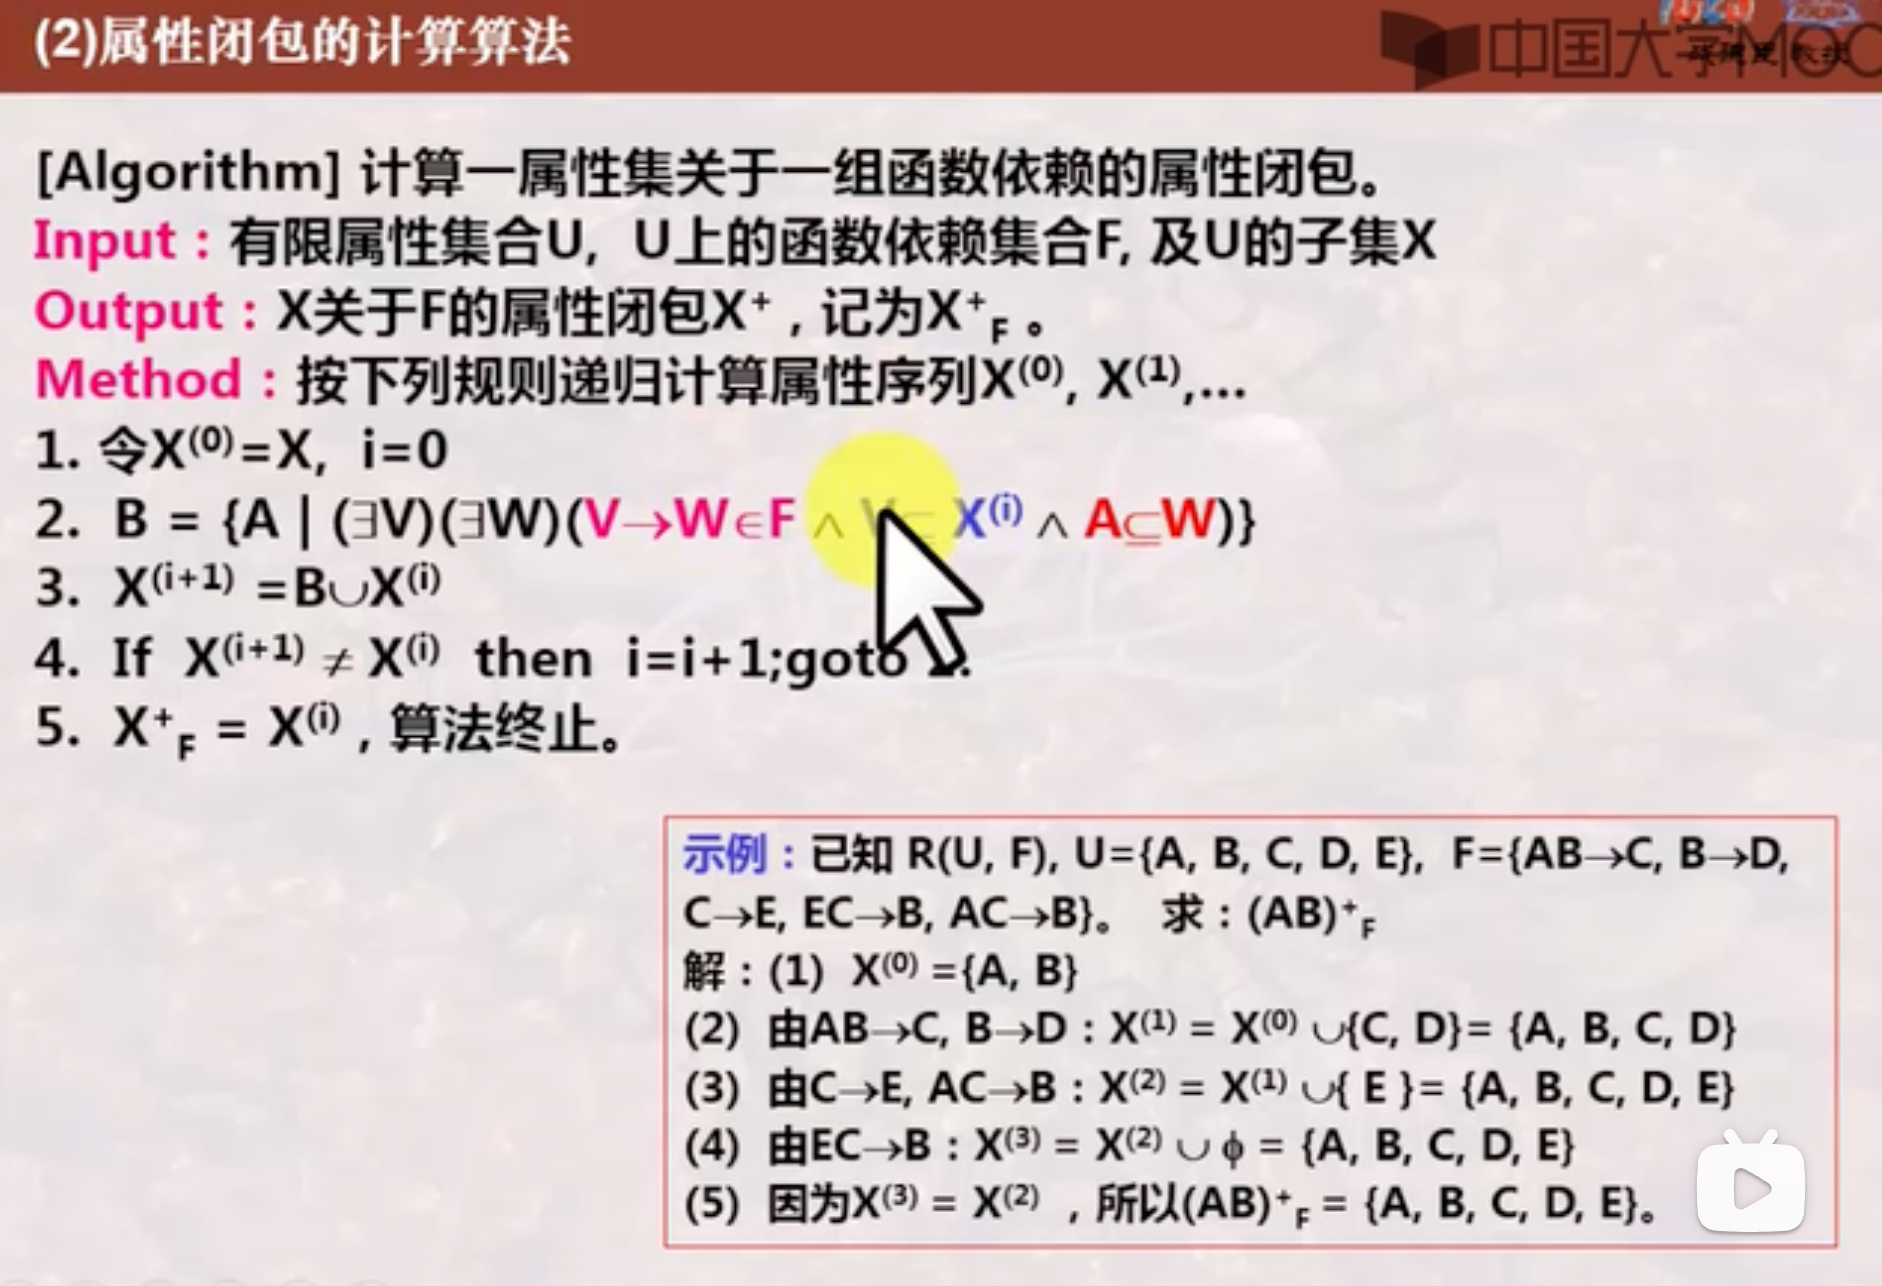 (2)属性闭包的计算算法
中国大学MOOC
[Algorithm] 计算一属性集关于一组函数依赖的属性闭包。
Input：有限属性集合U, U上的函数依赖集合F, 及U的子集X
Output：X关于F的属性闭包X⁺，记为X⁺F。
Method：按下列规则递归计算属性序列X⁽⁰⁾, X⁽¹⁾,...
1. 令X⁽⁰⁾=X, i=0
2. B = {A | (∃V)(∃W)(V→W∈F ∧ V⊆ X⁽ⁱ⁾ ∧ A⊆W)}
3. X⁽ⁱ⁺¹⁾ =B∪X⁽ⁱ⁾
4. If X⁽ⁱ⁺¹⁾ ≠ X⁽ⁱ⁾ then i=i+1;goto
5. X⁺F = X⁽ⁱ⁾ , 算法终止。
示例：已知 R(U, F), U={A, B, C, D, E}, F={AB→C, B→D,
C→E, EC→B, AC→B}。 求：(AB)⁺F
解：(1) X⁽⁰⁾ ={A, B}
(2) 由AB→C, B→D：X⁽¹⁾ = X⁽⁰⁾ ∪{C, D}= {A, B, C, D}
(3) 由C→E, AC→B：X⁽²⁾ = X⁽¹⁾ ∪{ E }= {A, B, C, D, E}
(4) 由EC→B：X⁽³⁾ = X⁽²⁾ ∪ ϕ = {A, B, C, D, E}
(5) 因为X⁽³⁾ = X⁽²⁾ , 所以(AB)⁺F = {A, B, C, D, E}。